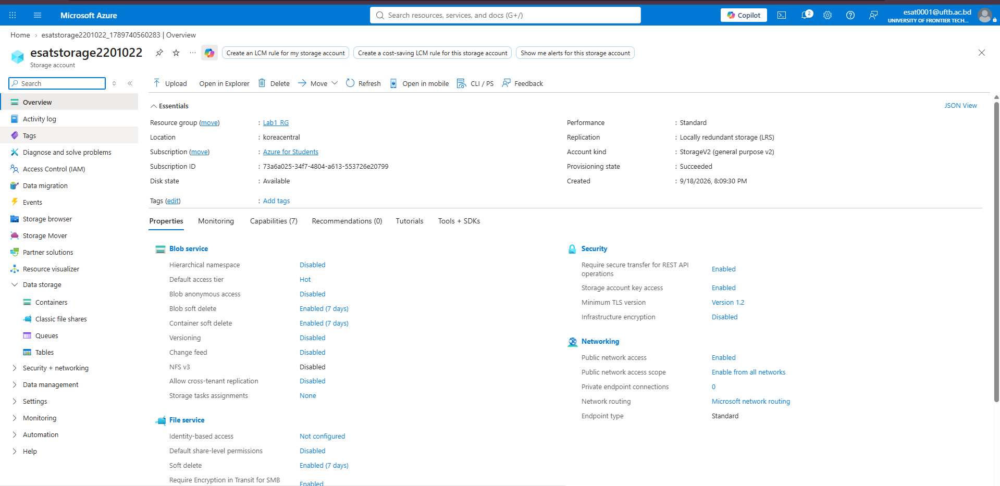 Microsoft Azure
Search resources, services, and docs (G+/)
Copilot
2
esat0001@uftb.ac.bd
UNIVERSITY OF FRONTIER TECH...
Home > esatstorage2201022_1789740560283 | Overview
esatstorage2201022
Storage account
Create an LCM rule for my storage account
Create a cost-saving LCM rule for this storage account
Show me alerts for this storage account
Search
Upload
Open in Explorer
Delete
Move
Refresh
Open in mobile
CLI / PS
Feedback
Overview
Activity log
Tags
Diagnose and solve problems
Access Control (IAM)
Data migration
Events
Storage browser
Storage Mover
Partner solutions
Resource visualizer
Data storage
Containers
Classic file shares
Queues
Tables
Security + networking
Data management
Settings
Monitoring
Automation
Help
Essentials
JSON View
Resource group (move) : Lab1_RG
Location : koreacentral
Subscription (move) : Azure for Students
Subscription ID : 73a6a025-34f7-4804-a613-553726e20799
Disk state : Available
Tags (edit) : Add tags
Performance : Standard
Replication : Locally redundant storage (LRS)
Account kind : StorageV2 (general purpose v2)
Provisioning state : Succeeded
Created : 9/18/2026, 8:09:30 PM
Properties
Monitoring
Capabilities (7)
Recommendations (0)
Tutorials
Tools + SDKs
Blob service
Hierarchical namespace Disabled
Default access tier Hot
Blob anonymous access Disabled
Blob soft delete Enabled (7 days)
Container soft delete Enabled (7 days)
Versioning Disabled
Change feed Disabled
NFS v3 Disabled
Allow cross-tenant replication Disabled
Storage tasks assignments None
File service
Identity-based access Not configured
Default share-level permissions Disabled
Soft delete Enabled (7 days)
Require Encryption in Transit for SMB Enabled
Security
Require secure transfer for REST API
operations Enabled
Storage account key access Enabled
Minimum TLS version Version 1.2
Infrastructure encryption Disabled
Networking
Public network access Enabled
Public network access scope Enable from all networks
Private endpoint connections 0
Network routing Microsoft network routing
Endpoint type Standard